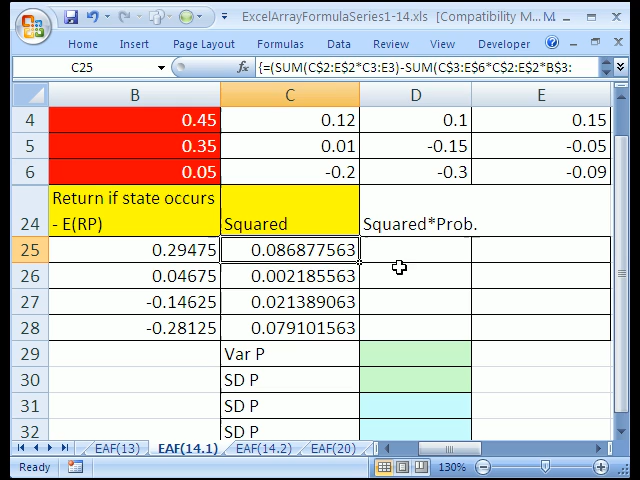 ExcelArrayFormulaSeries1-14.xls [Compatibility M...
Home Insert Page Layout Formulas Data Review View Developer
C25 fx {=(SUM(C$2:E$2*C3:E3)-SUM(C$3:E$6*C$2:E$2*B$3:
B C D E
4 0.45 0.12 0.1 0.15
5 0.35 0.01 -0.15 -0.05
6 0.05 -0.2 -0.3 -0.09
Return if state occurs
24 - E(RP) Squared Squared*Prob.
25 0.29475 0.086877563
26 0.04675 0.002185563
27 -0.14625 0.021389063
28 -0.28125 0.079101563
29 Var P
30 SD P
31 SD P
32 SD P
EAF(13) EAF(14.1) EAF(14.2) EAF(20)
Ready 130%